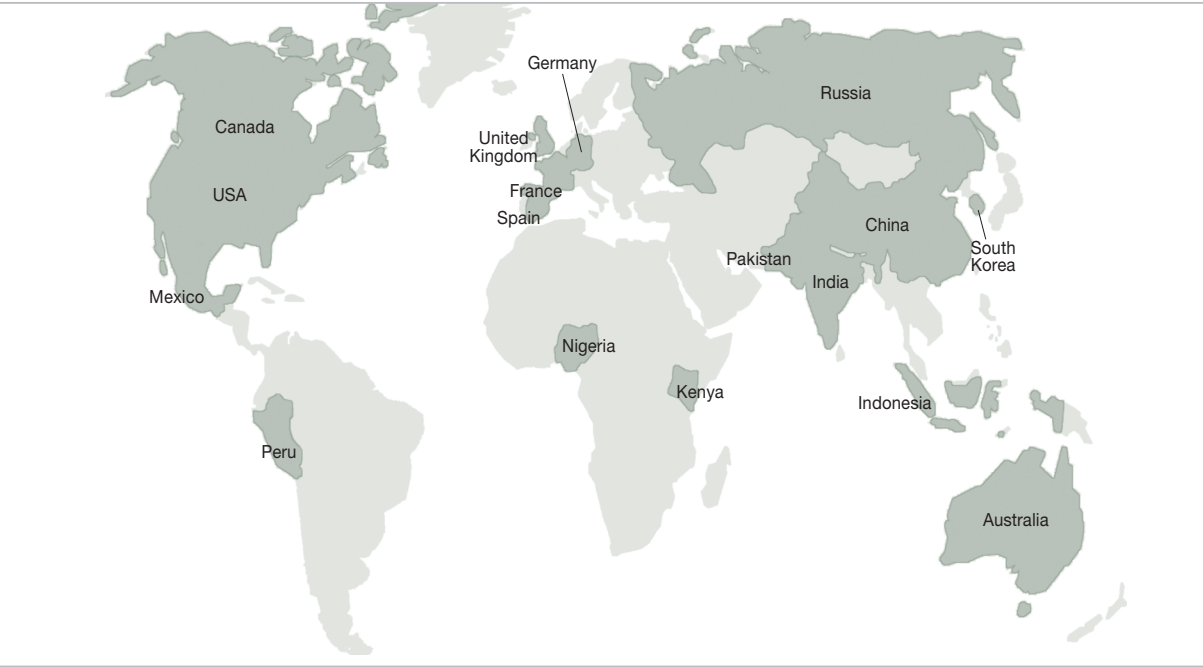 Germany
Russia
Canada
United
Kingdom
France
USA
Spain
China
South
Korea
Pakistan
India
Mexico
Nigeria
Kenya
Indonesia
Peru
Australia